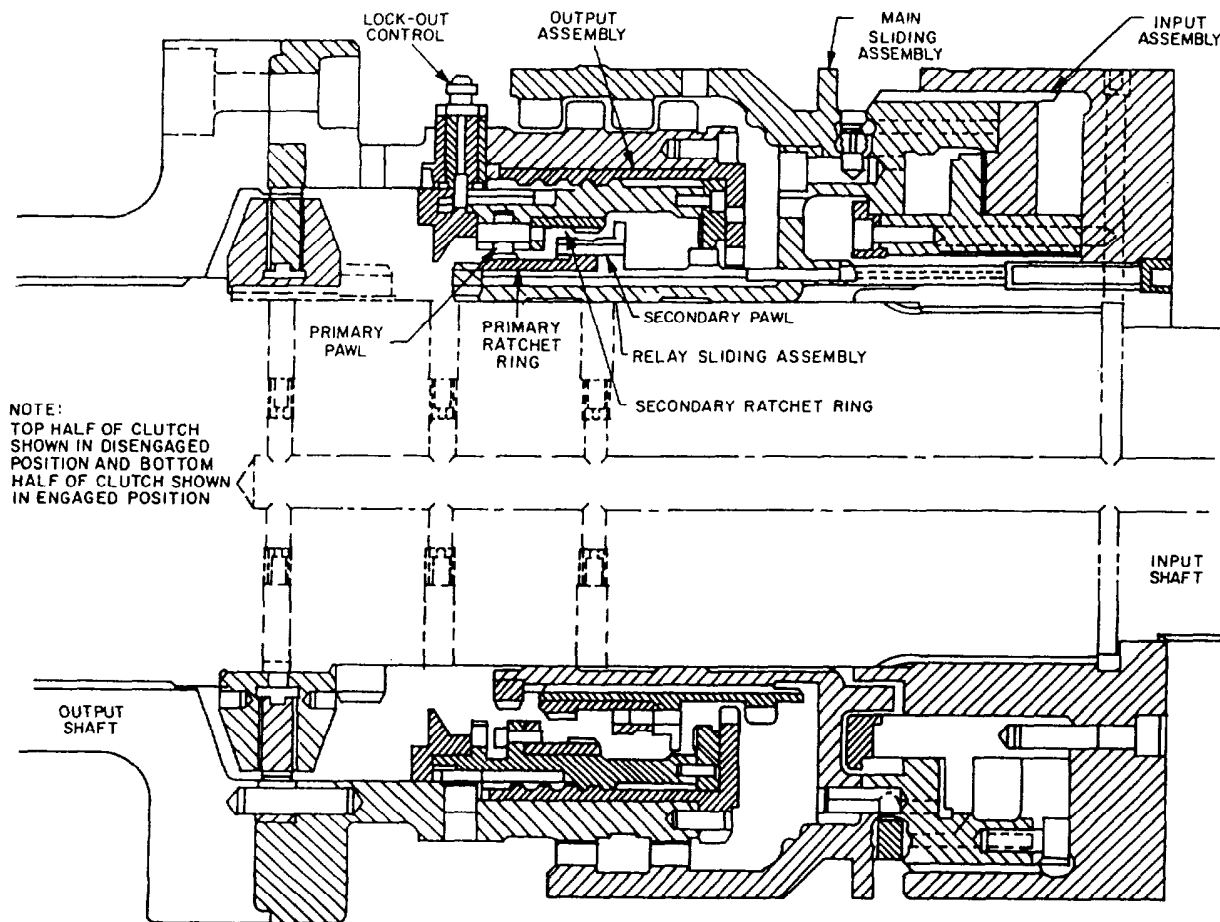 LOCK-OUT
CONTROL
OUTPUT
ASSEMBLY
MAIN
SLIDING
ASSEMBLY
INPUT
ASSEMBLY
PRIMARY
PAWL
PRIMARY
RATCHET
RING
SECONDARY PAWL
RELAY SLIDING ASSEMBLY
SECONDARY RATCHET RING
NOTE:
TOP HALF OF CLUTCH
SHOWN IN DISENGAGED
POSITION AND BOTTOM
HALF OF CLUTCH SHOWN
IN ENGAGED POSITION
INPUT
SHAFT
OUTPUT
SHAFT